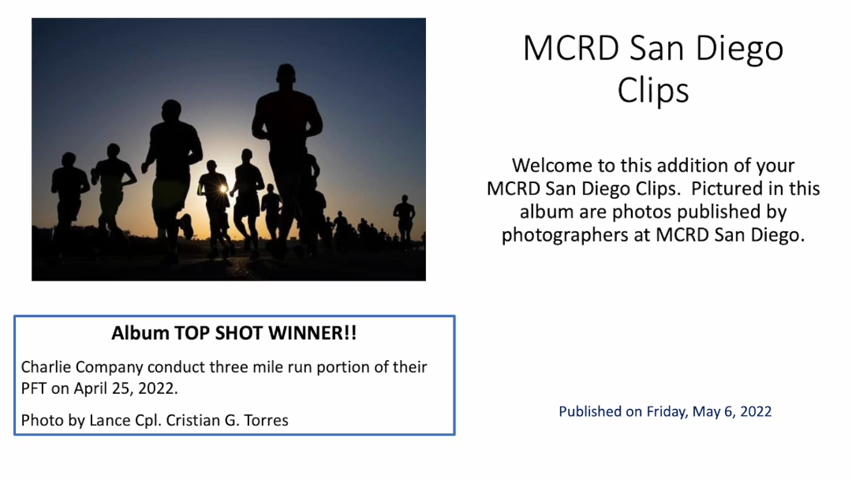 MCRD San Diego
Clips
Welcome to this addition of your
MCRD San Diego Clips.  Pictured in this
album are photos published by
photographers at MCRD San Diego.
Album TOP SHOT WINNER!!
Charlie Company conduct three mile run portion of their
PFT on April 25, 2022.
Photo by Lance Cpl. Cristian G. Torres
Published on Friday, May 6, 2022